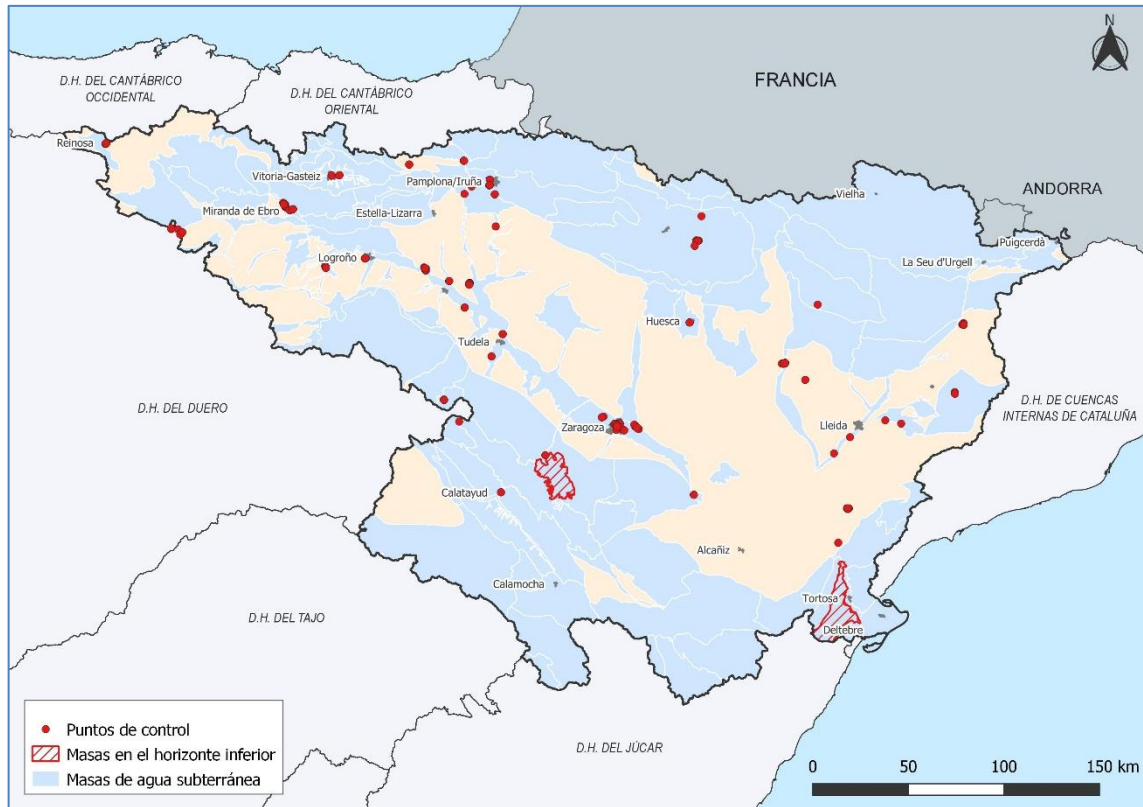 N
FRANCIA
D.H. DEL CANTÁBRICO
OCCIDENTAL
D.H. DEL CANTÁBRICO
ORIENTAL
Reinosa
Vitoria-Gasteiz
Pamplona/Iruña
Vielha
ANDORRA
Miranda de Ebro
Estella-Lizarra
Puigcerdà
Logroño
La Seu d'Urgell
Huesca
Tudela
D.H. DEL DUERO
D.H. DE CUENCAS
INTERNAS DE CATALUÑA
Zaragoza
Lleida
Calatayud
Alcañiz
Calamocha
Tortosa
D.H. DEL TAJO
Deltebre
Puntos de control
Masas en el horizonte inferior
Masas de agua subterránea
D.H. DEL JÚCAR
0 50 100 150 km